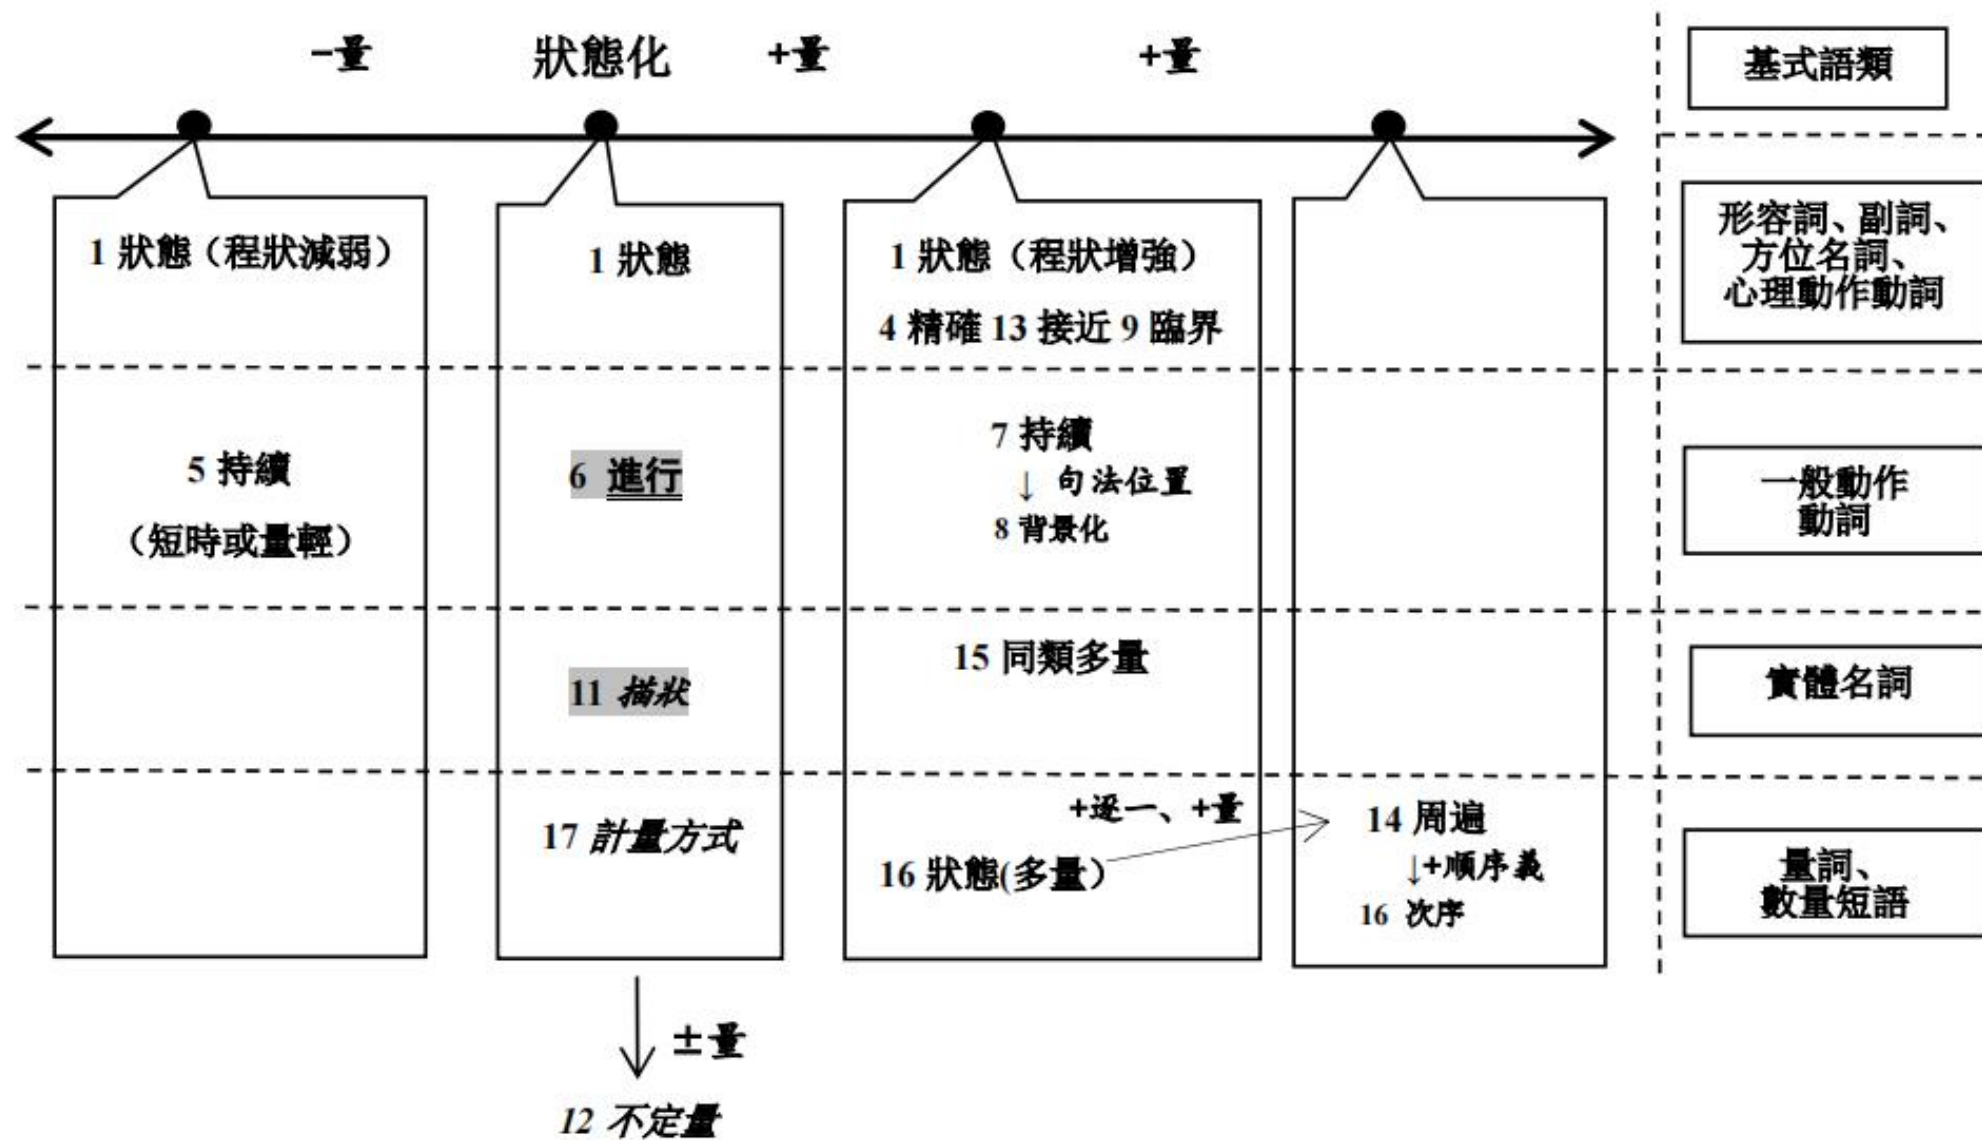 −量 狀態化 +量 +量
基式語類
1 狀態（程狀減弱）
1 狀態
1 狀態（程狀增強）
4 精確 13 接近 9 臨界
形容詞、副詞、
方位名詞、
心理動作動詞
5 持續
（短時或量輕）
6 進行
7 持續
↓ 句法位置
8 背景化
一般動作
動詞
11 描狀
15 同類多量
實體名詞
17 計量方式
+逐一、+量
16 狀態(多量）
14 周遍
↓+順序義
16 次序
量詞、
數量短語
±量
12 不定量